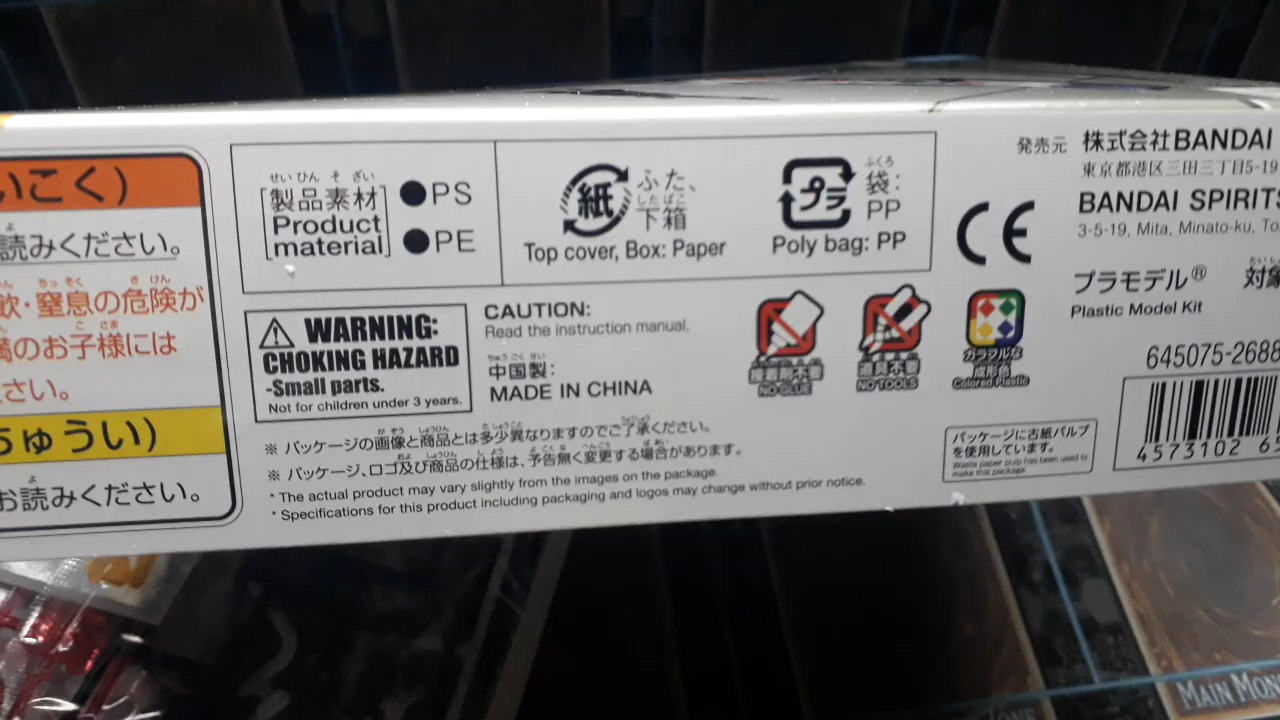 いこく)
読みください。
飲・窒息の危険が
満のお子様には
さい。
ちゅうい)
お読みください。
せいひん そざい
[製品素材]
Product
material
●PS
●PE
紙
ふた、
したばこ
下箱
Top cover, Box: Paper
プラ
ふくろ
袋:
PP
Poly bag: PP
WARNING:
CHOKING HAZARD
-Small parts.
Not for children under 3 years.
CAUTION:
Read the instruction manual.
ちゅうごくせい
中国製:
MADE IN CHINA
接着剤不要
NO GLUE
道具不要
NO TOOLS
カラフルな
成形色
Colored Plastic
CE
発売元 株式会社BANDAI
東京都港区三田三丁目5-19
BANDAI SPIRITS
3-5-19, Mita, Minato-ku, To
プラモデル® 対象
Plastic Model Kit
645075-2688
4573102 6
※ パッケージの画像と商品とは多少異なりますのでご了承ください。
※ パッケージ、ロゴ及び商品の仕様は、予告無く変更する場合があります。
* The actual product may vary slightly from the images on the package.
* Specifications for this product including packaging and logos may change without prior notice.
パッケージに古紙パルプ
を使用しています。
Waste paper pulp has been used to
make this package.
ZONE
MAIN MON